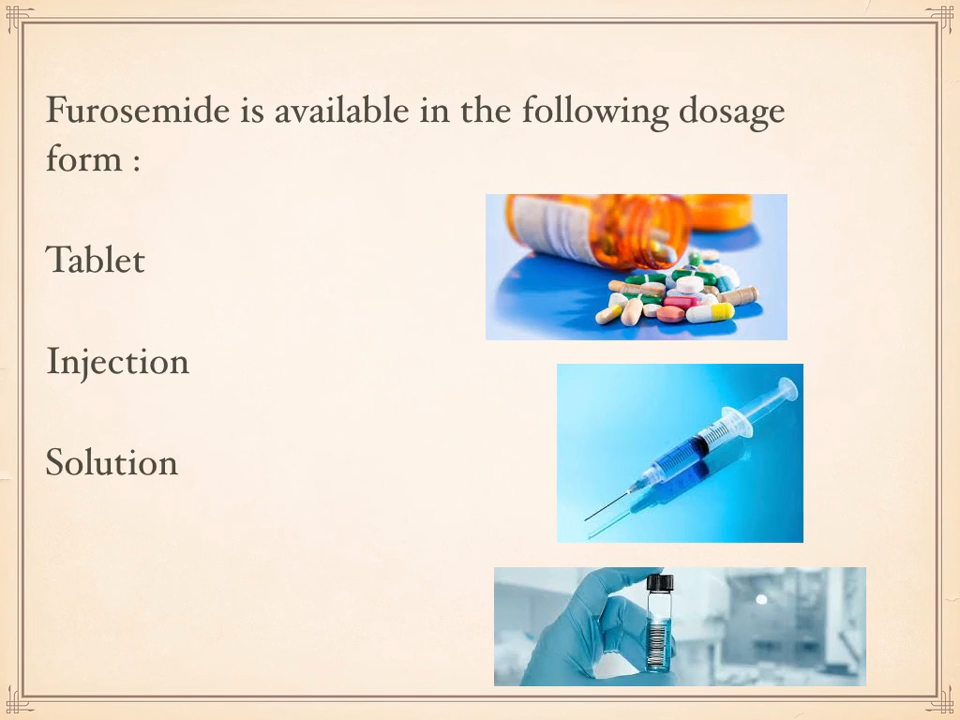 Furosemide is available in the following dosage
form :
Tablet
Injection
Solution